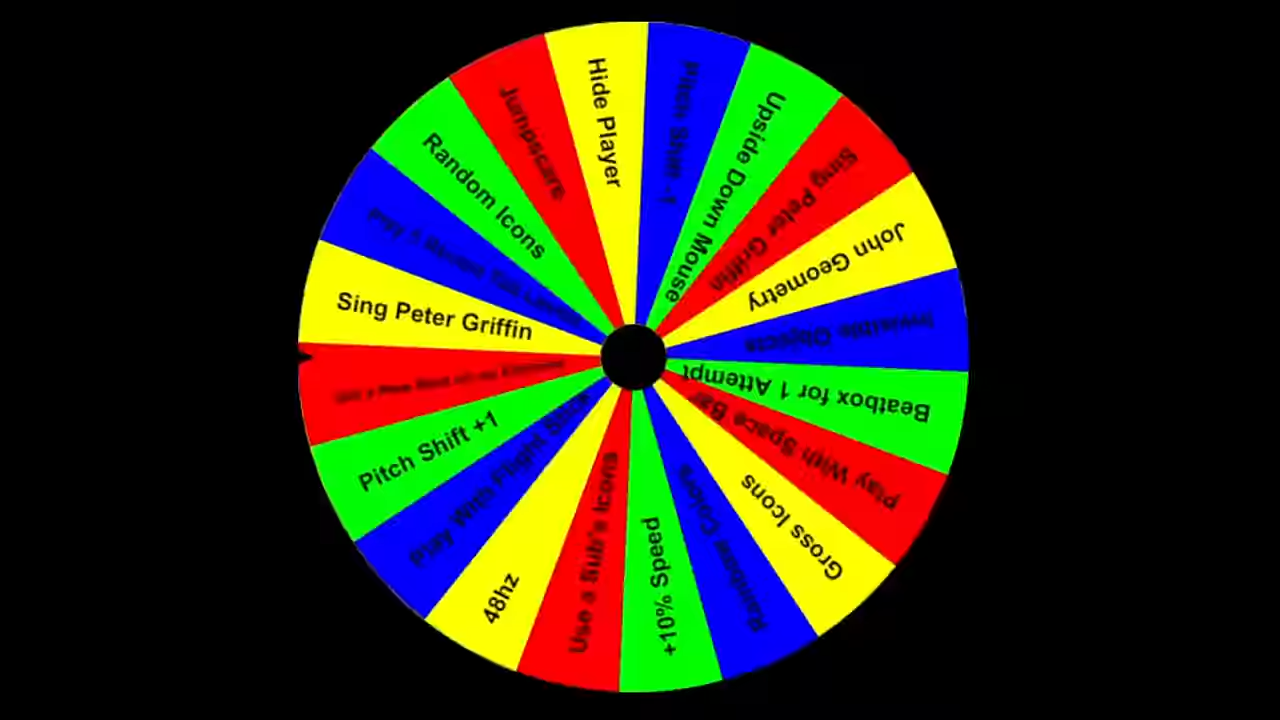 Hide Player
Pitch Shift -1
Upside Down Mouse
Sing Peter Griffin
John Geometry
Invisible Objects
Beatbox for 1 Attempt
Play With Space Bar
Gross Icons
Rainbow Colors
+10% Speed
Use a Sub's Icons
48hz
Play With Flight Stick
Pitch Shift +1
Sing Peter Griffin
Random Icons
Jumpscare